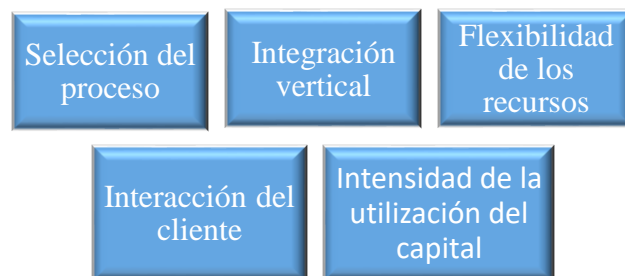 Selección del
proceso
Integración
vertical
Flexibilidad
de los
recursos
Interacción del
cliente
Intensidad de la
utilización del
capital